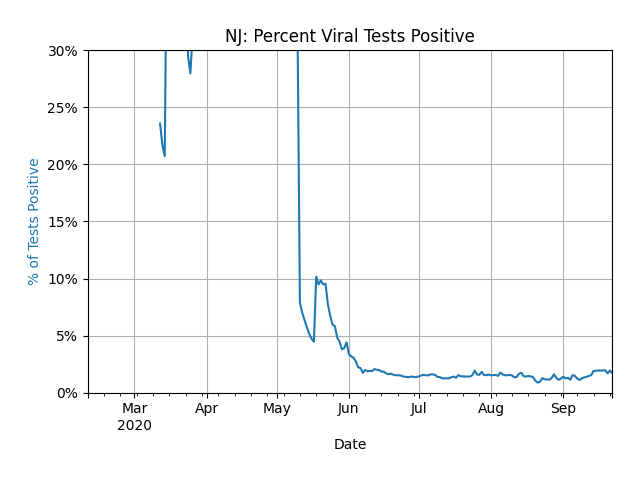 NJ: Percent Viral Tests Positive
30%
25%
20%
15%
10%
5%
0%
% of Tests Positive
Mar Apr May Jun Jul Aug Sep
2020
Date